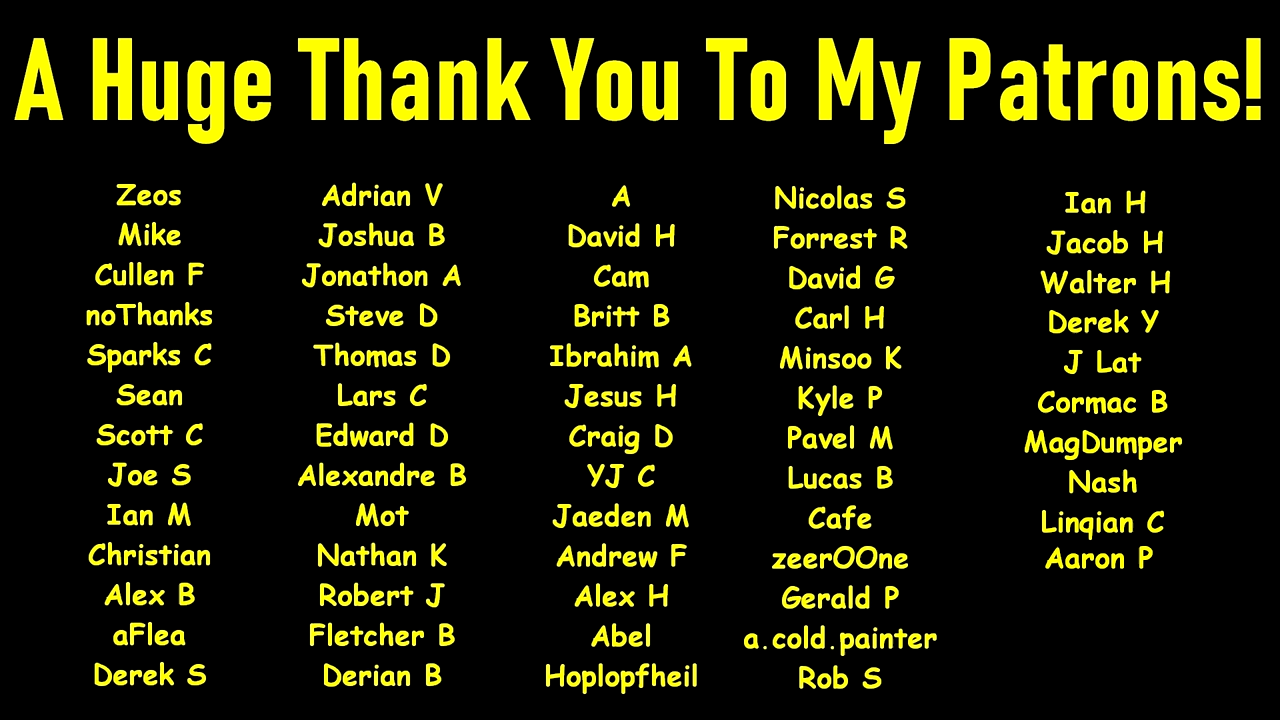 A Huge Thank You To My Patrons!
Zeos
Mike
Cullen F
noThanks
Sparks C
Sean
Scott C
Joe S
Ian M
Christian
Alex B
aFlea
Derek S
Adrian V
Joshua B
Jonathon A
Steve D
Thomas D
Lars C
Edward D
Alexandre B
Mot
Nathan K
Robert J
Fletcher B
Derian B
A
David H
Cam
Britt B
Ibrahim A
Jesus H
Craig D
YJ C
Jaeden M
Andrew F
Alex H
Abel
Hoplopfheil
Nicolas S
Forrest R
David G
Carl H
Minsoo K
Kyle P
Pavel M
Lucas B
Cafe
zeerOOne
Gerald P
a.cold.painter
Rob S
Ian H
Jacob H
Walter H
Derek Y
J Lat
Cormac B
MagDumper
Nash
Linqian C
Aaron P